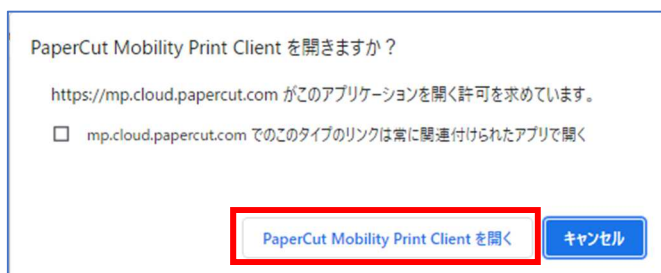 PaperCut Mobility Print Client を開きますか？
https://mp.cloud.papercut.com がこのアプリケーションを開く許可を求めています。
mp.cloud.papercut.com でのこのタイプのリンクは常に関連付けられたアプリで開く
PaperCut Mobility Print Client を開く キャンセル